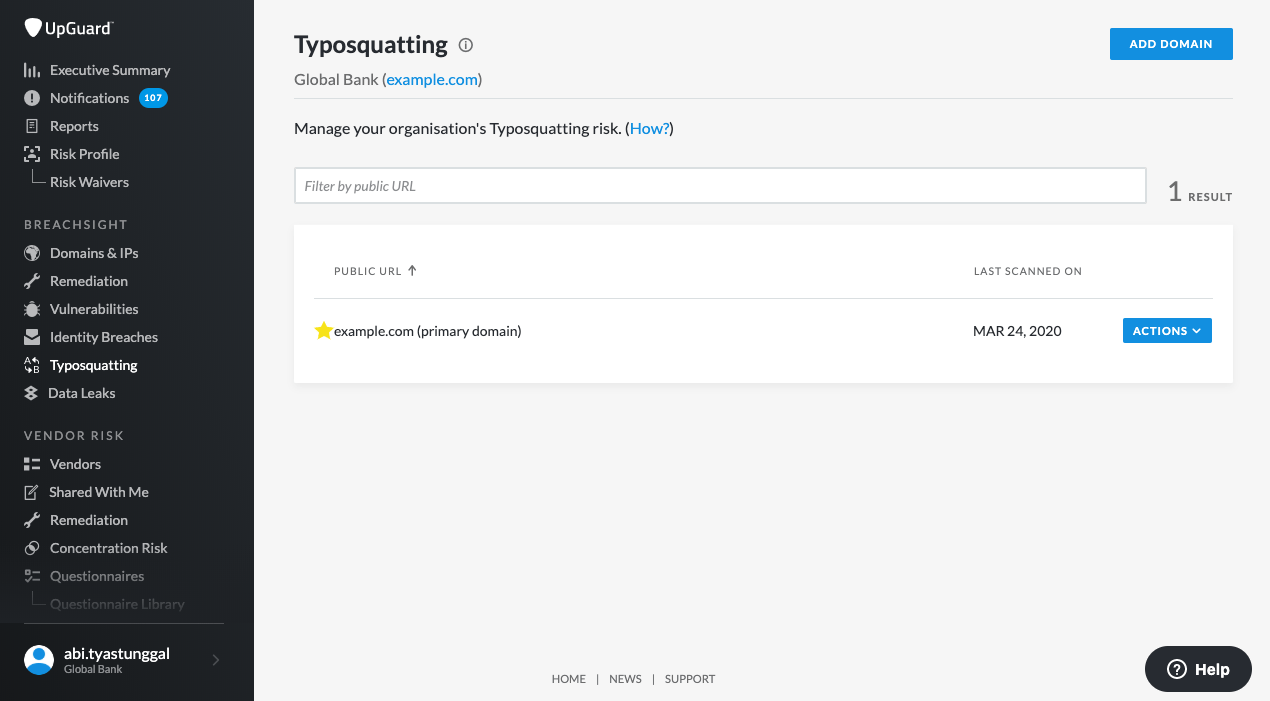 UpGuard™
Executive Summary
Notifications 107
Reports
Risk Profile
Risk Waivers
BREACHSIGHT
Domains & IPs
Remediation
Vulnerabilities
Identity Breaches
Typosquatting
Data Leaks
VENDOR RISK
Vendors
Shared With Me
Remediation
Concentration Risk
Questionnaires
Questionnaire Library
abi.tyastunggal
Global Bank
Typosquatting
ADD DOMAIN
Global Bank (example.com)
Manage your organisation's Typosquatting risk. (How?)
Filter by public URL
1 RESULT
PUBLIC URL ↑ LAST SCANNED ON
example.com (primary domain) MAR 24, 2020 ACTIONS
HOME | NEWS | SUPPORT
Help